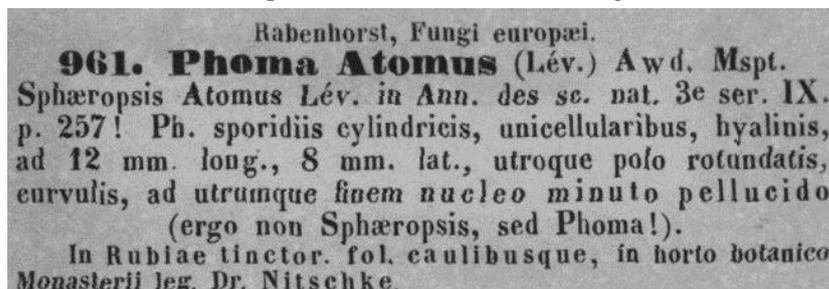 Rabenhorst, Fungi europæi.
961. Phoma Atomus (Lév.) Awd. Mspt.
Sphæropsis Atomus Lév. in Ann. des sc. nat. 3e ser. IX.
p. 257! Ph. sporidiis cylindricis, unicellularibus, hyalinis,
ad 12 mm. long., 8 mm. lat., utroque polo rotundatis,
curvulis, ad utrumque finem nucleo minuto pellucido
(ergo non Sphæropsis, sed Phoma!).
In Rubiae tinctor. fol. caulibusque, in horto botanico
Monasterii leg. Dr. Nitschke.